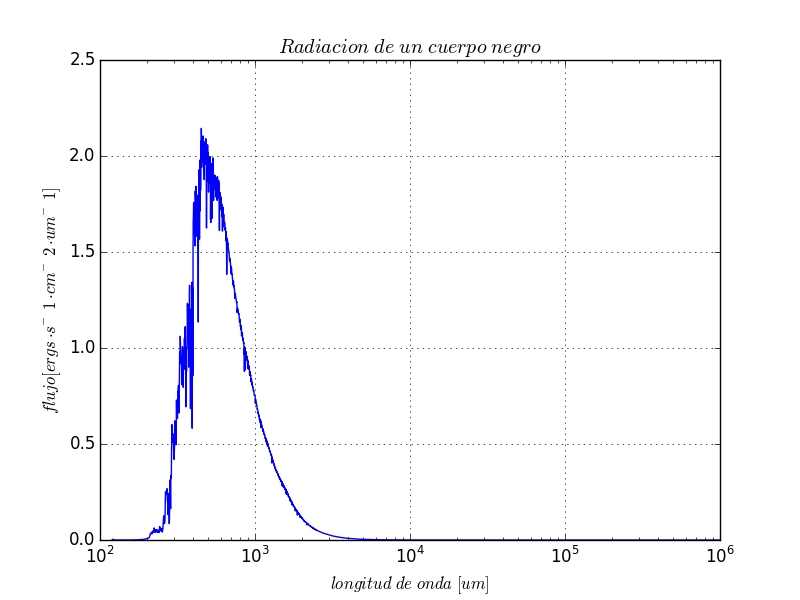 Radiacion de un cuerpo negro
2.5
2.0
1.5
1.0
0.5
0.0
flujo[ergs·s⁻ 1·cm⁻ 2·um⁻ 1]
10² 10³ 10⁴ 10⁵ 10⁶
longitud de onda [um]